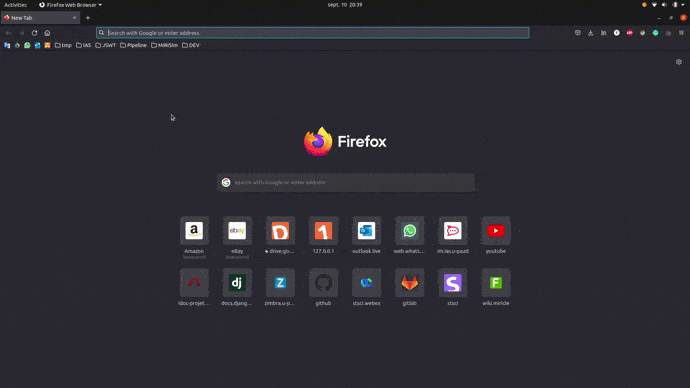 Activities Firefox Web Browser sept. 10 20:39
New Tab
Search with Google or enter address
tmp IAS JSWT Pipeline MIRISim DEV
Firefox
Search with Google or enter address
Amazon eBay drive-go... 127.0.0.1 outlook.live web.whats... im.ias.u-psud youtube
Sponsored Sponsored
idoc-projet... docs.djang... zimbra.u-p... github stsci.webex gitlab stsci wiki.miricle